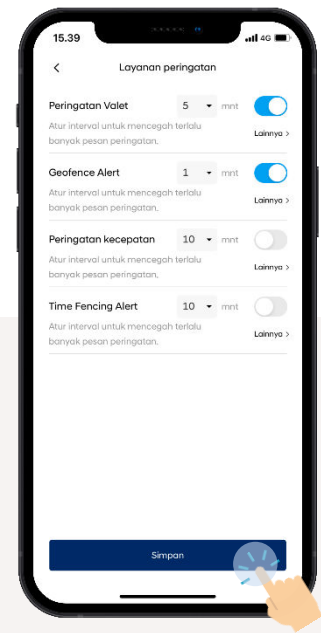 15.39
4G
Layanan peringatan
Peringatan Valet 5 mnt
Atur interval untuk mencegah terlalu
banyak pesan peringatan.
Lainnya >
Geofence Alert 1 mnt
Atur interval untuk mencegah terlalu
banyak pesan peringatan.
Lainnya >
Peringatan kecepatan 10 mnt
Atur interval untuk mencegah terlalu
banyak pesan peringatan.
Lainnya >
Time Fencing Alert 10 mnt
Atur interval untuk mencegah terlalu
banyak pesan peringatan.
Lainnya >
Simpan